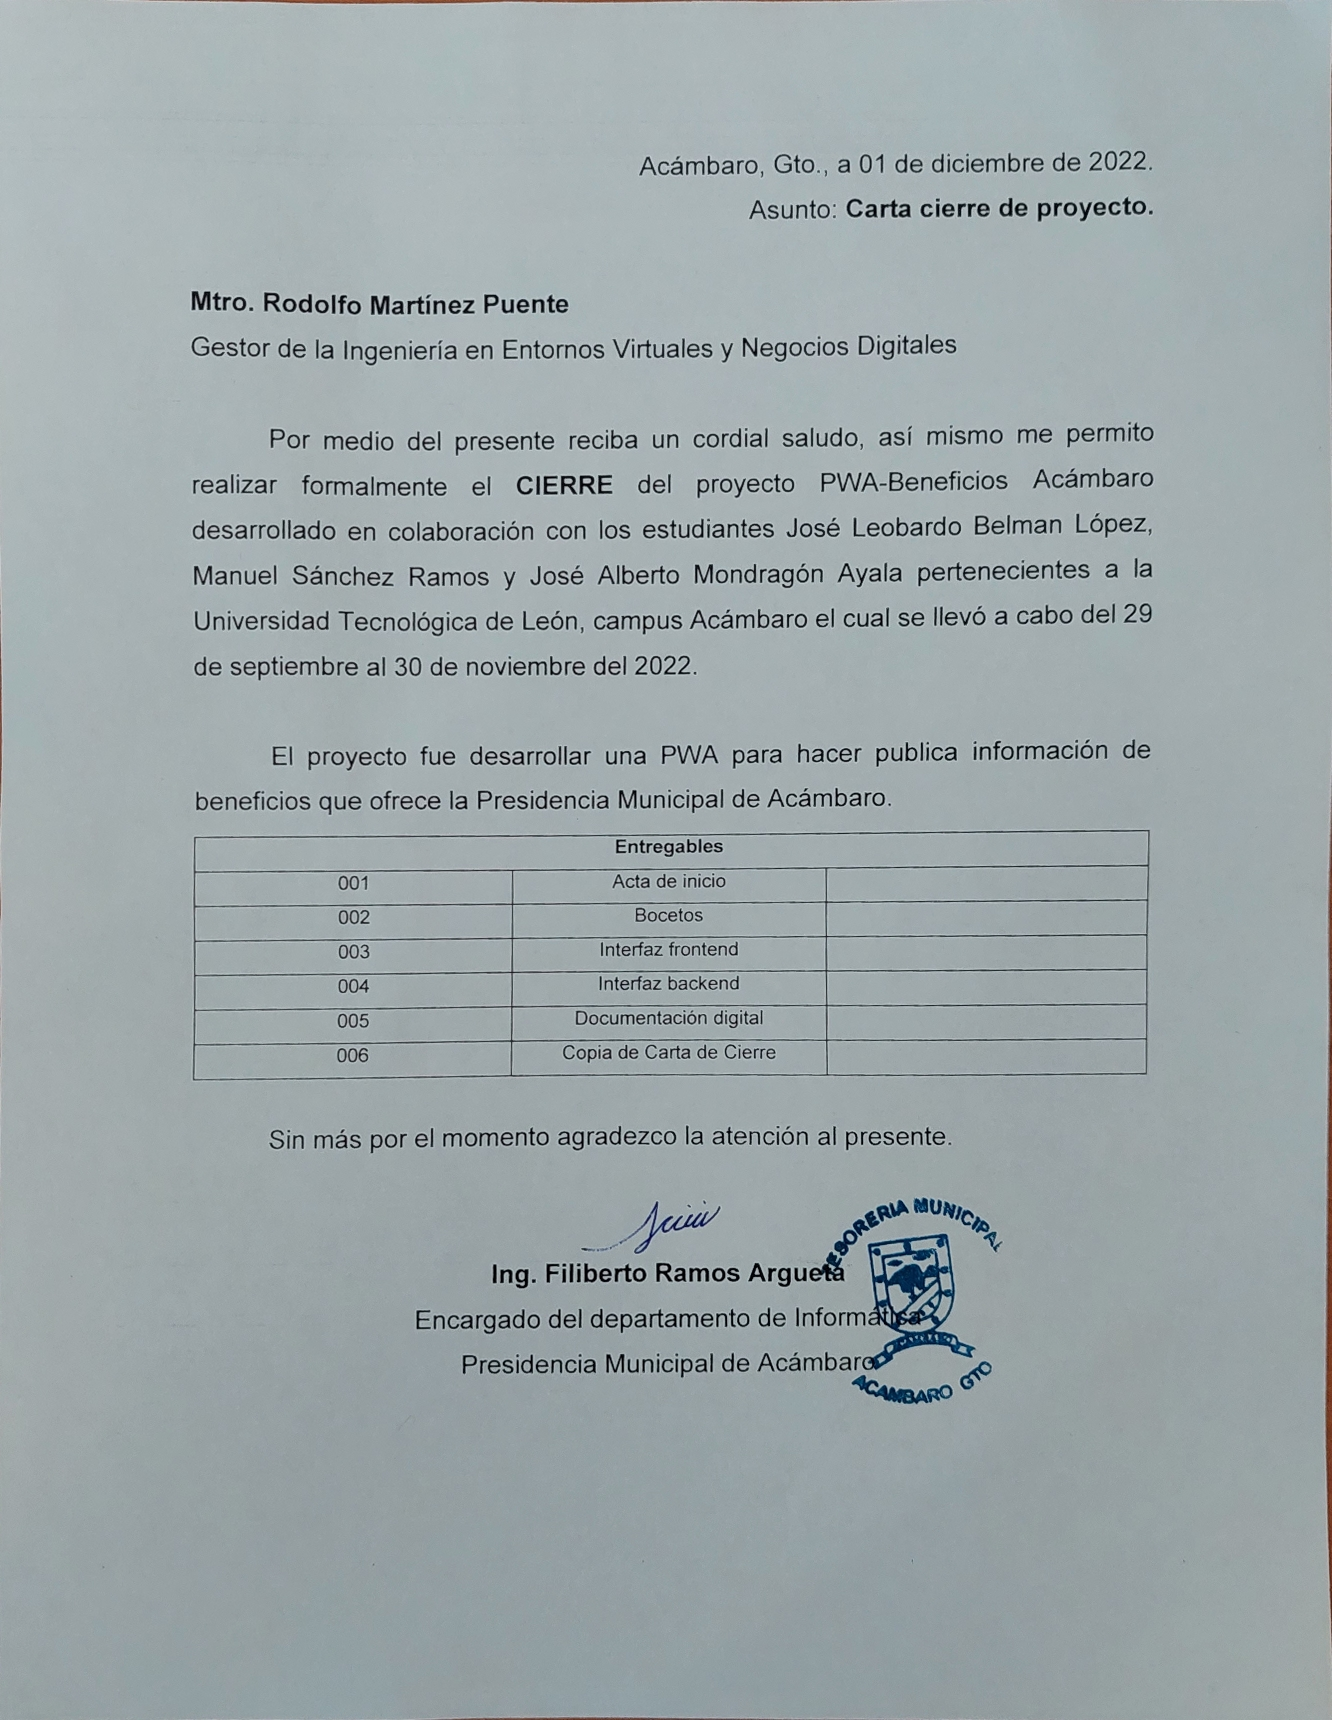 Acámbaro, Gto., a 01 de diciembre de 2022.
Asunto: Carta cierre de proyecto.
Mtro. Rodolfo Martínez Puente
Gestor de la Ingeniería en Entornos Virtuales y Negocios Digitales
Por medio del presente reciba un cordial saludo, así mismo me permito
realizar formalmente el CIERRE del proyecto PWA-Beneficios Acámbaro
desarrollado en colaboración con los estudiantes José Leobardo Belman López,
Manuel Sánchez Ramos y José Alberto Mondragón Ayala pertenecientes a la
Universidad Tecnológica de León, campus Acámbaro el cual se llevó a cabo del 29
de septiembre al 30 de noviembre del 2022.
El proyecto fue desarrollar una PWA para hacer publica información de
beneficios que ofrece la Presidencia Municipal de Acámbaro.
Entregables
001 Acta de inicio
002 Bocetos
003 Interfaz frontend
004 Interfaz backend
005 Documentación digital
006 Copia de Carta de Cierre
Sin más por el momento agradezco la atención al presente.
Ing. Filiberto Ramos Argueta
Encargado del departamento de Informática
Presidencia Municipal de Acámbaro
TESORERIA MUNICIPAL
ACAMBARO GTO